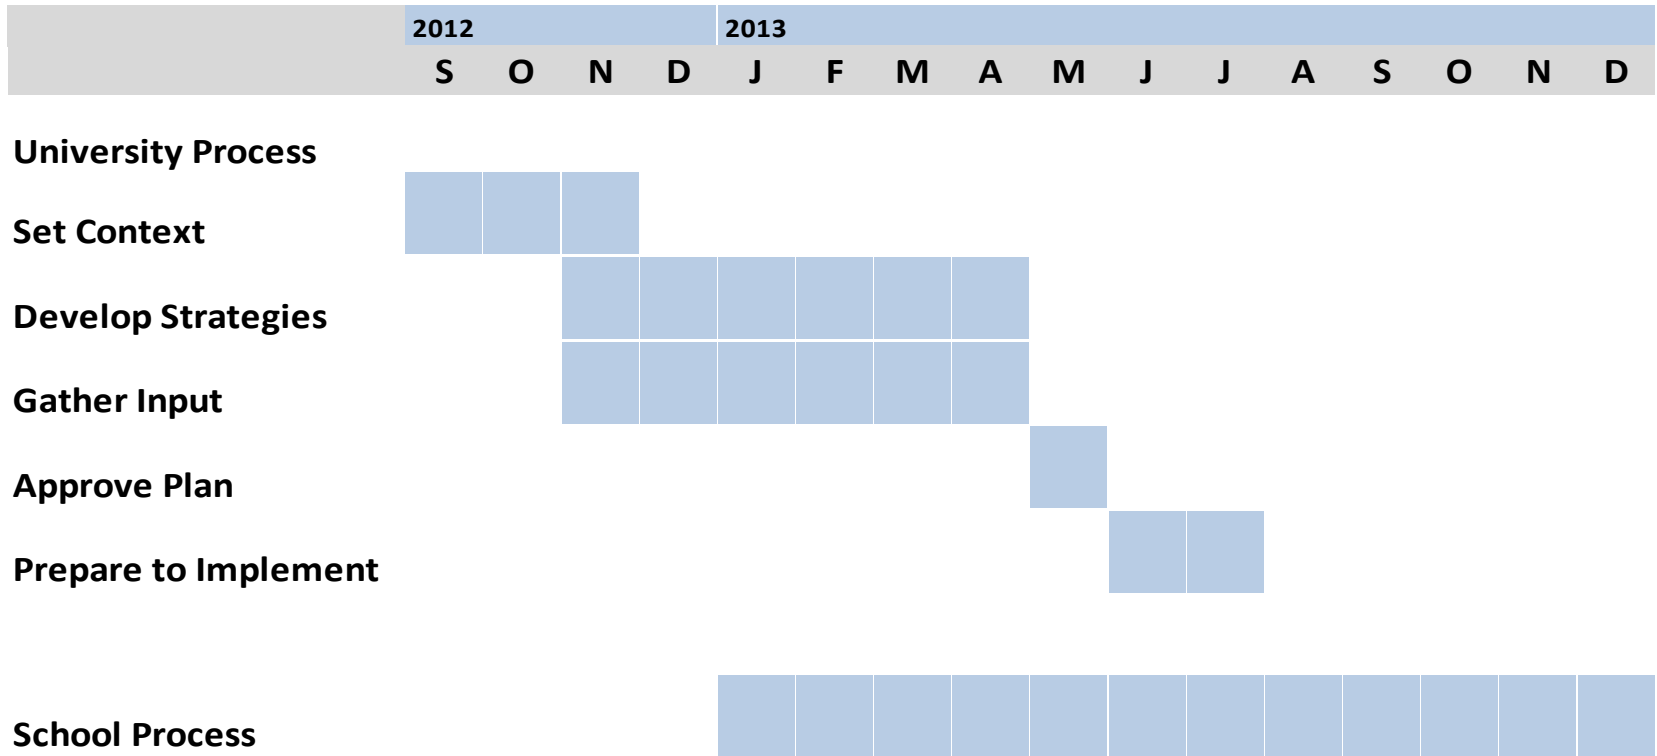 2012 2013
S O N D J F M A M J J A S O N D
University Process
Set Context
Develop Strategies
Gather Input
Approve Plan
Prepare to Implement
School Process